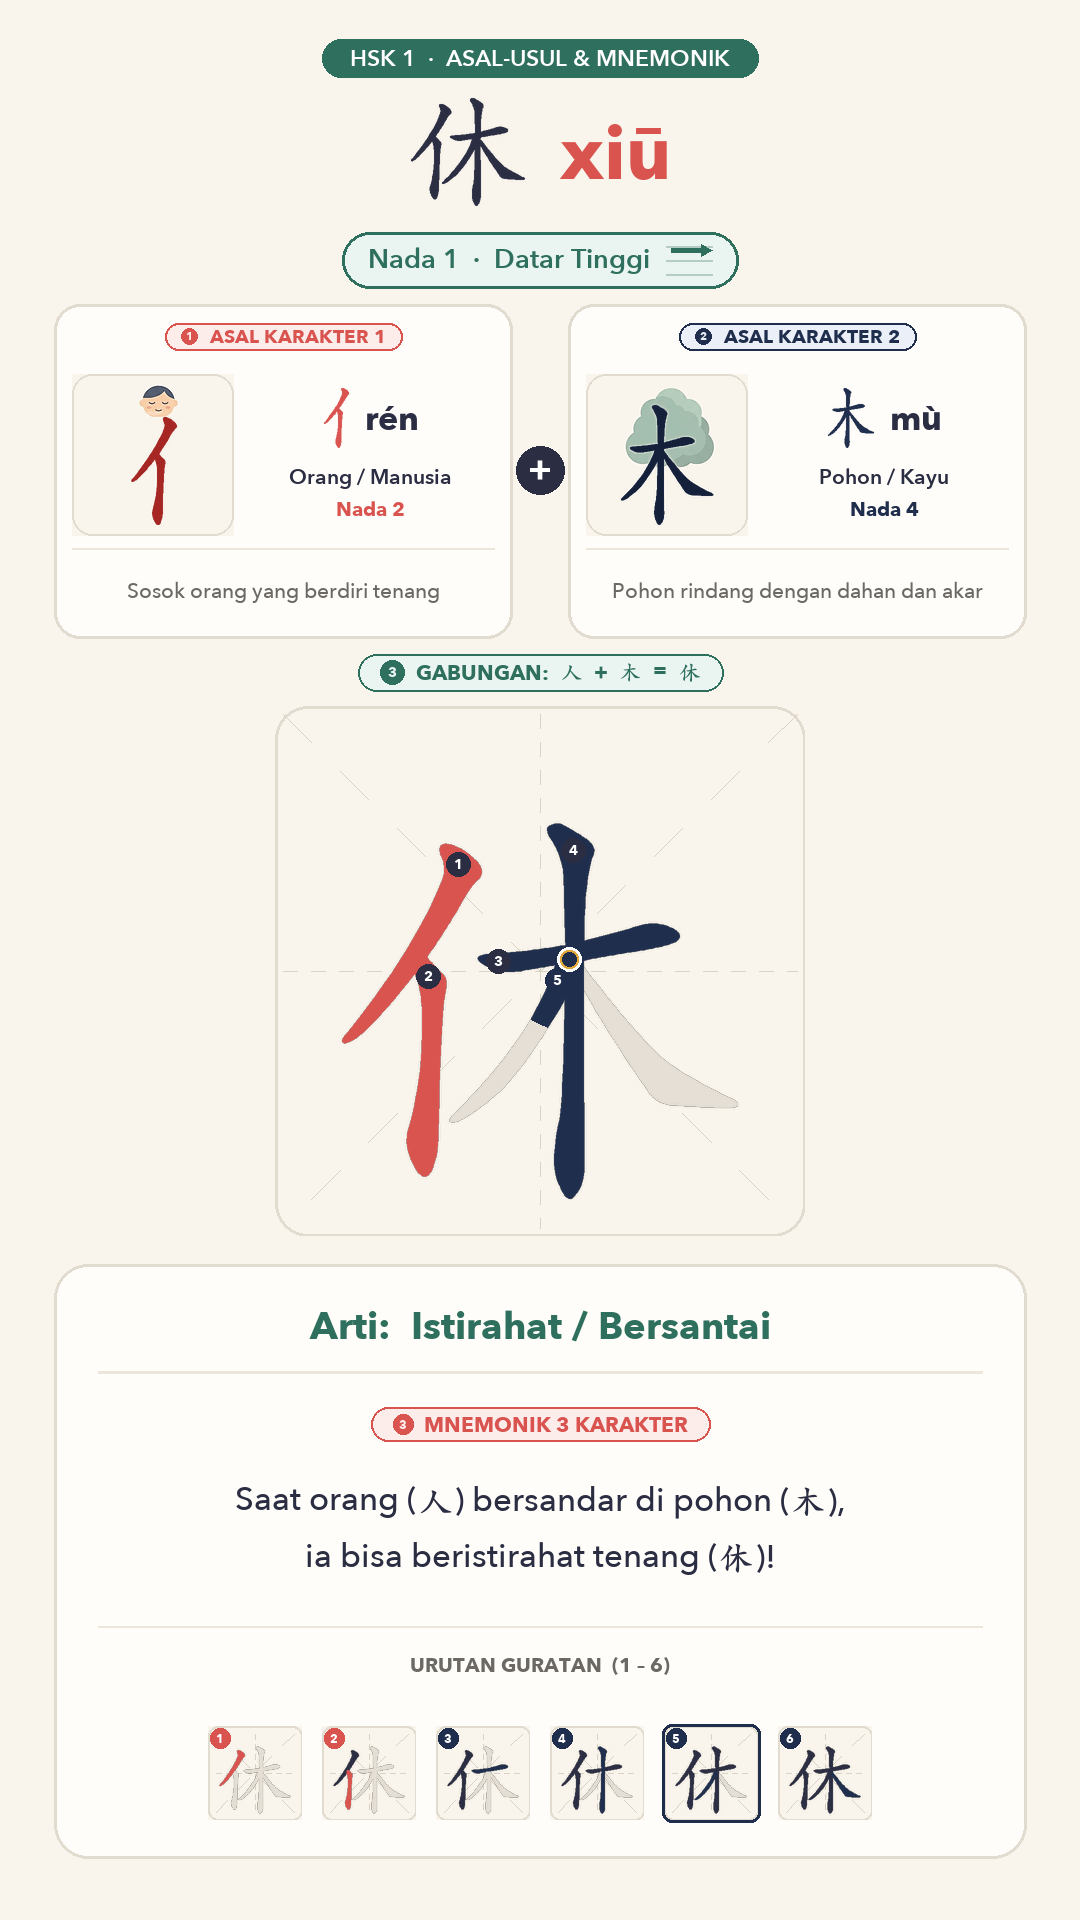 HSK 1 · ASAL-USUL & MNEMONIK
休 xiū
Nada 1 · Datar Tinggi
1 ASAL KARAKTER 1
亻 rén
Orang / Manusia
Nada 2
Sosok orang yang berdiri tenang
+
2 ASAL KARAKTER 2
木 mù
Pohon / Kayu
Nada 4
Pohon rindang dengan dahan dan akar
3 GABUNGAN: 人 + 木 = 休
1
2
3
4
5
Arti: Istirahat / Bersantai
3 MNEMONIK 3 KARAKTER
Saat orang (人) bersandar di pohon (木),
ia bisa beristirahat tenang (休)!
URUTAN GURATAN (1 – 6)
1 2 3 4 5 6